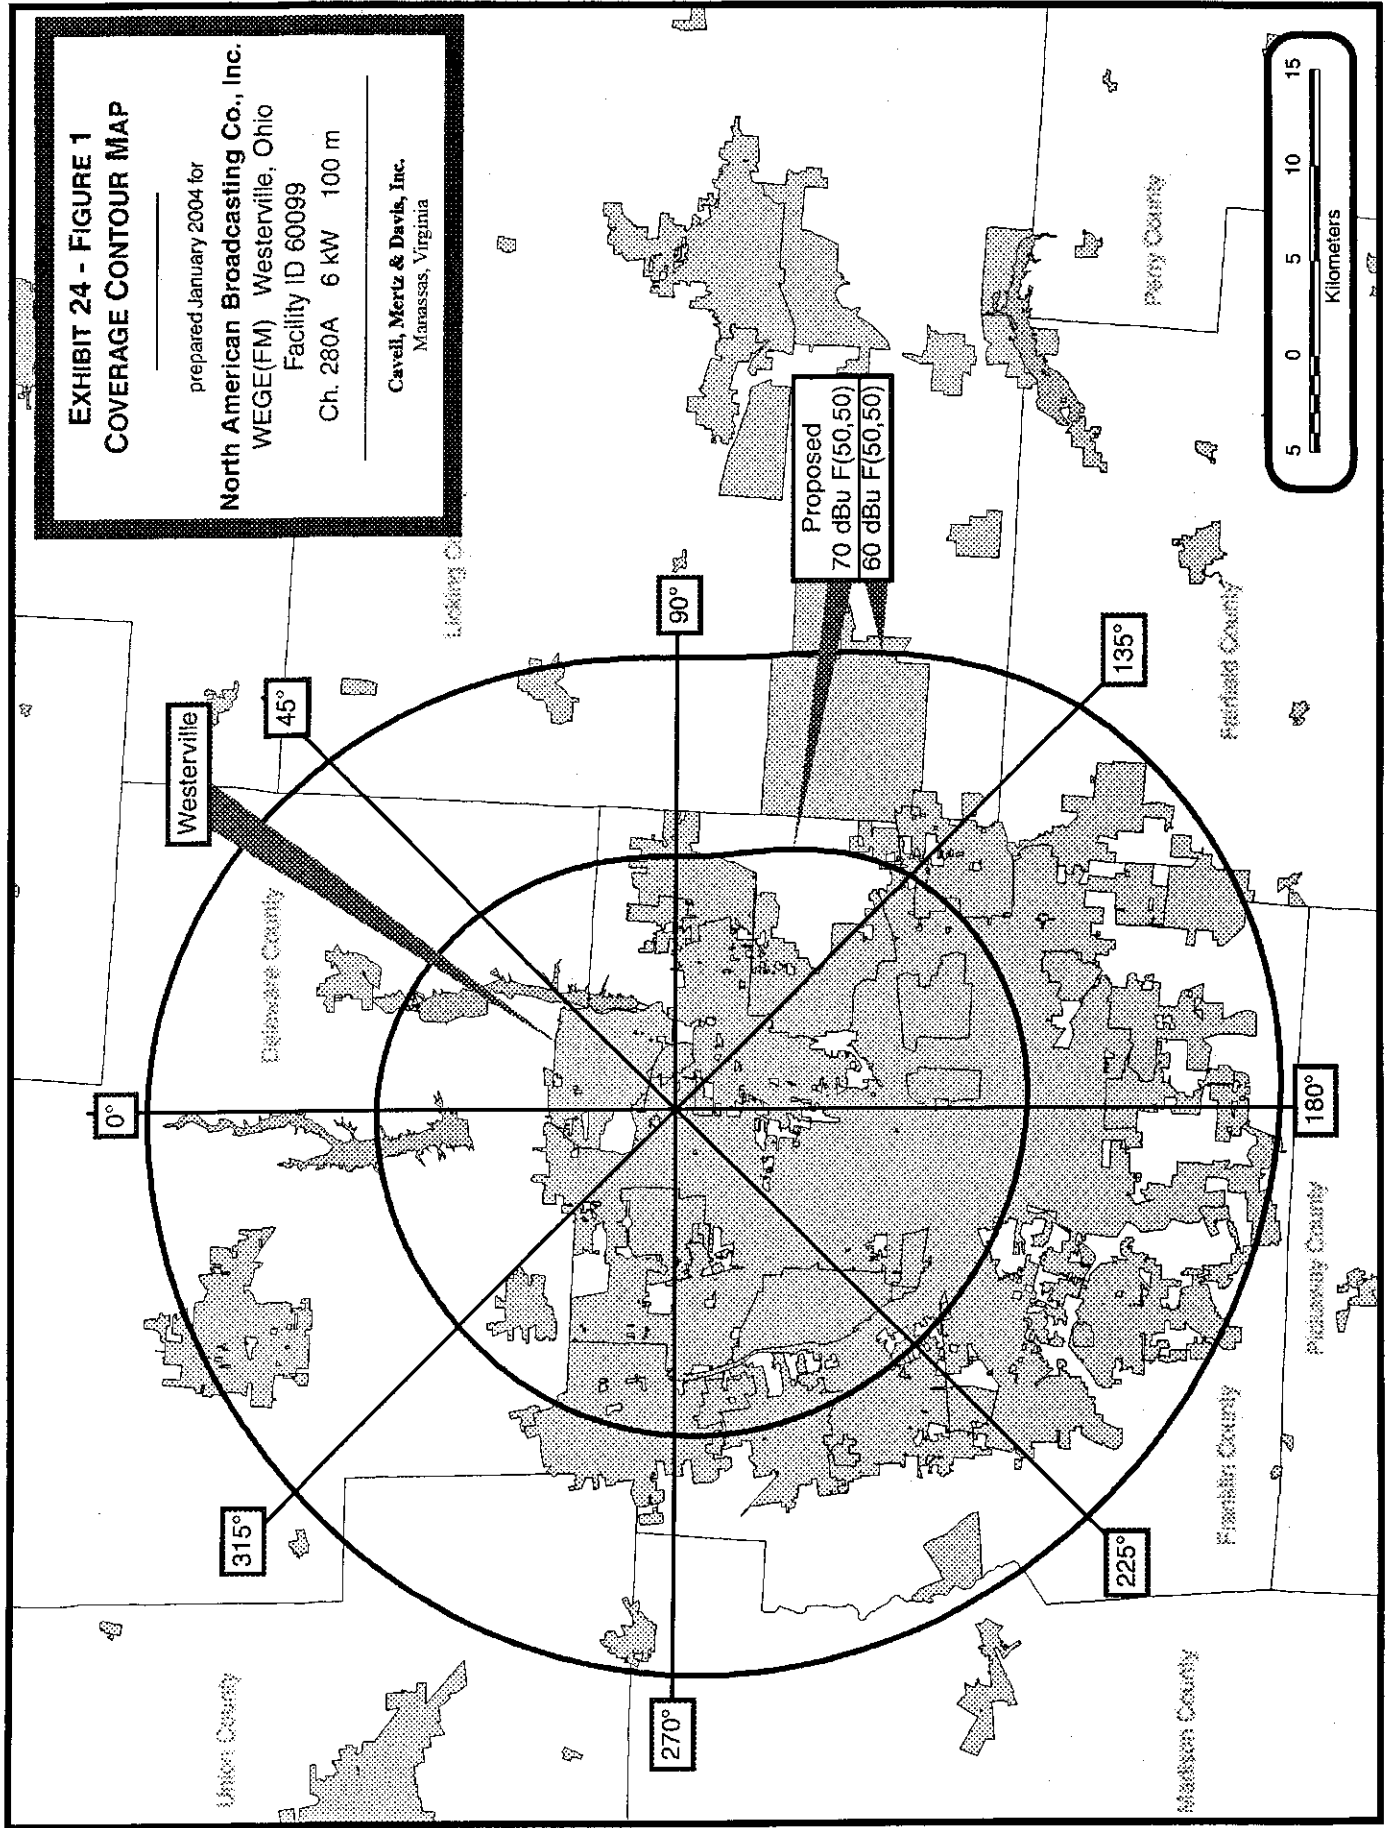 EXHIBIT 24 - FIGURE 1
COVERAGE CONTOUR MAP
prepared January 2004 for
North American Broadcasting Co., Inc.
WEGE(FM) Westerville, Ohio
Facility ID 60099
Ch. 280A 6 kW 100 m
Cavell, Mertz & Davis, Inc.
Manassas, Virginia
Westerville
Proposed
70 dBu F(50,50)
60 dBu F(50,50)
0°
45°
90°
135°
180°
225°
270°
315°
Union County
Delaware County
Licking
Perry County
Fairfield County
Pickaway County
Franklin County
Madison County
5 0 5 10 15
Kilometers